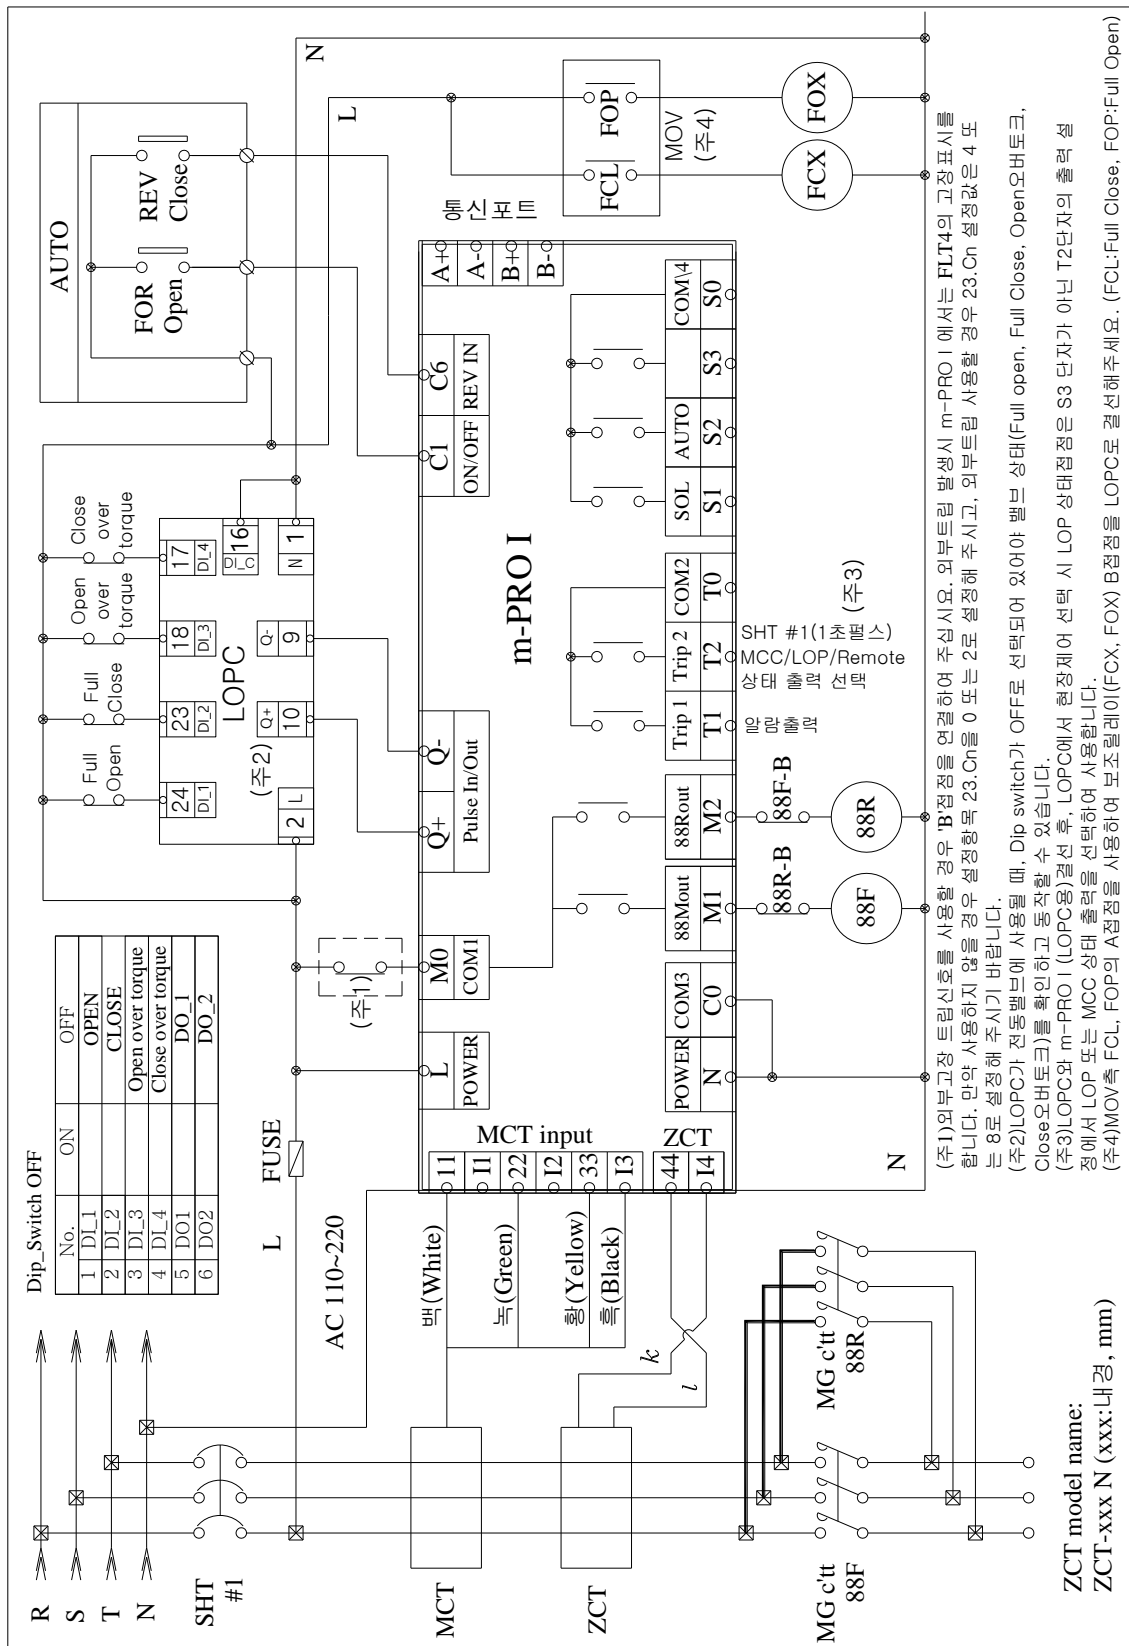 Dip_Switch OFF
No. ON OFF
1 DI_1 OPEN
2 DI_2 CLOSE
3 DI_3 Open over torque
4 DI_4 Close over torque
5 DO1 DO_1
6 DO2 DO_2
R
S
T
N
SHT
#1
L
FUSE
AC 110~220
Full
Open
Full
Close
Open
over
torque
Close
over
torque
24
DI_1
23
DI_2
18
DI_3
17
DI_4
16
DI_C
LOPC
(주2)
2
L
10
Q+
9
Q-
1
N
AUTO
FOR
Open
REV
Close
N
L
(주1)
L
POWER
M0
COM1
Q+
Q-
Pulse In/Out
C1
ON/OFF
C6
REV IN
통신포트
A+
A-
B+
B-
MCT
백(White)
녹(Green)
황(Yellow)
흑(Black)
MCT input
11
I1
22
I2
33
I3
ZCT
44
I4
m-PRO I
ZCT
k
l
POWER
N
COM3
C0
88Mout
M1
88Rout
M2
Trip 1
T1
Trip 2
T2
COM2
T0
SOL
S1
AUTO
S2
S3
COM\4
S0
FCL
FOP
MOV
(주4)
FCX
FOX
88R-B
88F-B
88F
88R
알람출력
SHT #1(1초펄스)
MCC/LOP/Remote
상태 출력 선택
(주3)
N
MG c'tt
88F
MG c'tt
88R
(주1)외부고장 트립신호를 사용할 경우 'B'접점을 연결하여 주십시요. 외부트립 발생시 m-PRO I 에서는 FLT4의 고장표시를
합니다. 만약 사용하지 않을 경우 설정항목 23.Cn을 0 또는 2로 설정해 주시고, 외부트립 사용할 경우 23.Cn 설정값은 4 또
는 8로 설정해 주시기 바랍니다.
(주2)LOPC가 전동밸브에 사용될 때, Dip switch가 OFF로 선택되어 있어야 밸브 상태(Full open, Full Close, Open오버토크,
Close오버토크)를 확인하고 동작할 수 있습니다.
(주3)LOPC와 m-PRO I (LOPC용)결선 후, LOPC에서 현장제어 선택 시 LOP 상태접점은 S3 단자가 아닌 T2단자의 출력 설
정에서 LOP 또는 MCC 상태 출력을 선택하여 사용합니다.
(주4)MOV측 FCL, FOP의 A접점을 사용하여 보조릴레이(FCX, FOX) B접점을 LOPC로 결선해주세요. (FCL:Full Close, FOP:Full Open)
ZCT model name:
ZCT-xxx N (xxx:내경, mm)